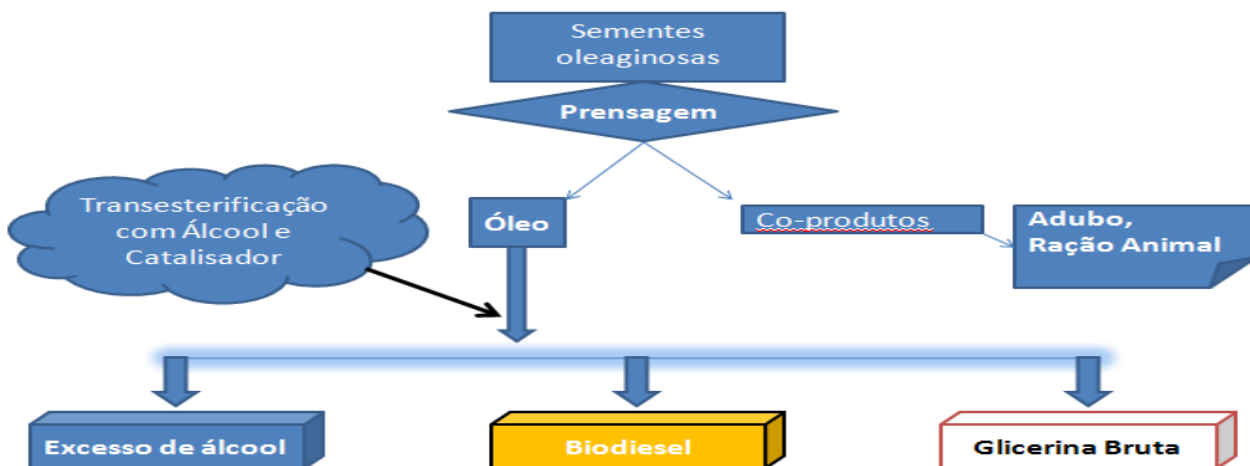 Sementes
oleaginosas
Prensagem
Transesterificação
com Álcool e
Catalisador
Óleo
Co-produtos
Adubo,
Ração Animal
Excesso de álcool
Biodiesel
Glicerina Bruta